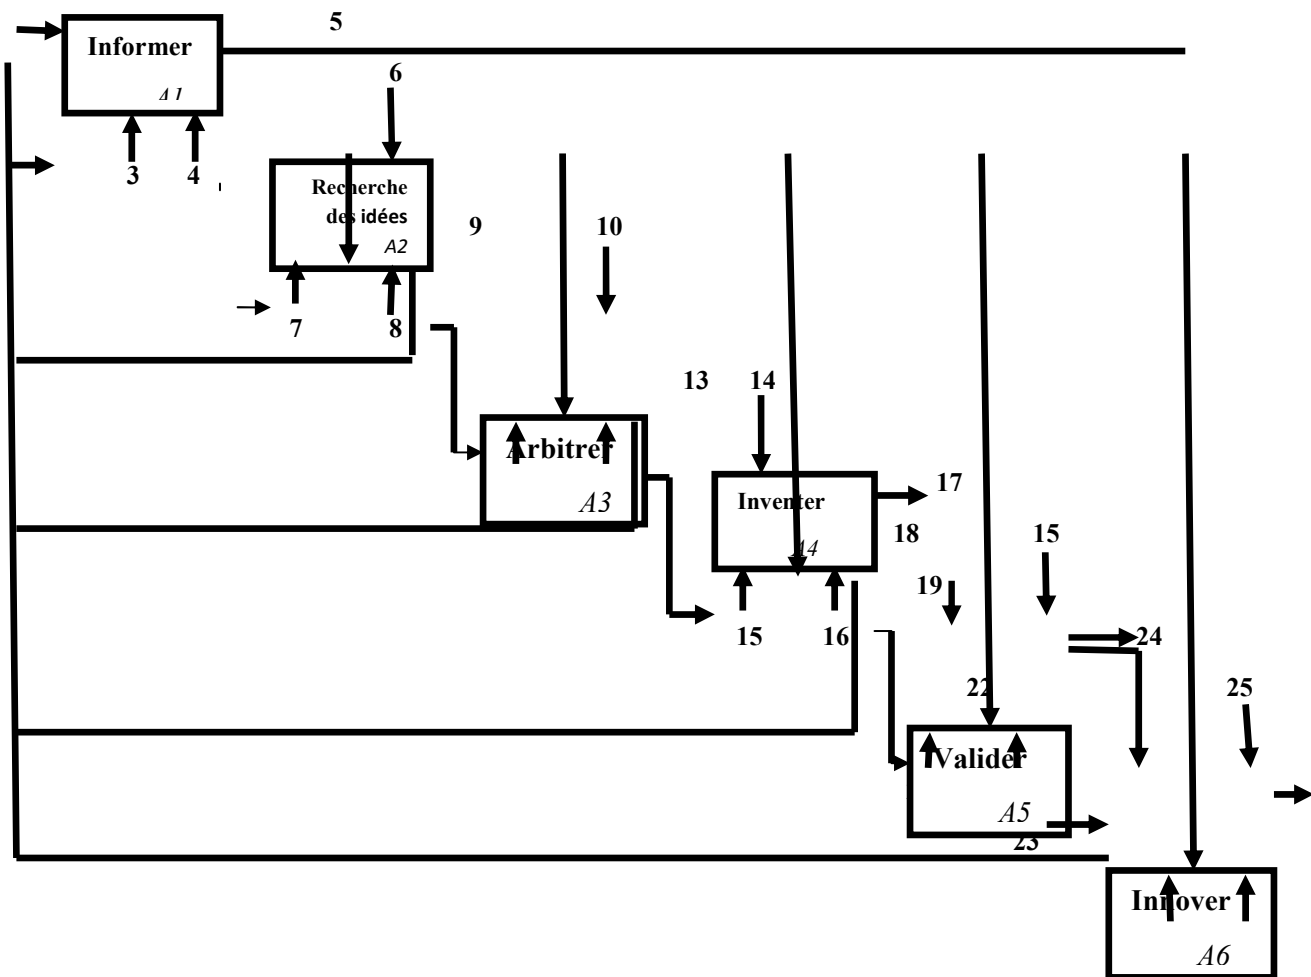 5
Informer
A1
6
3 4
Recherche
des idées
A2
9
10
7
8
13
14
Arbitrer
A3
17
Inventer
A4
18
15
19
15
16
24
22
25
Valider
A5
23
Innover
A6